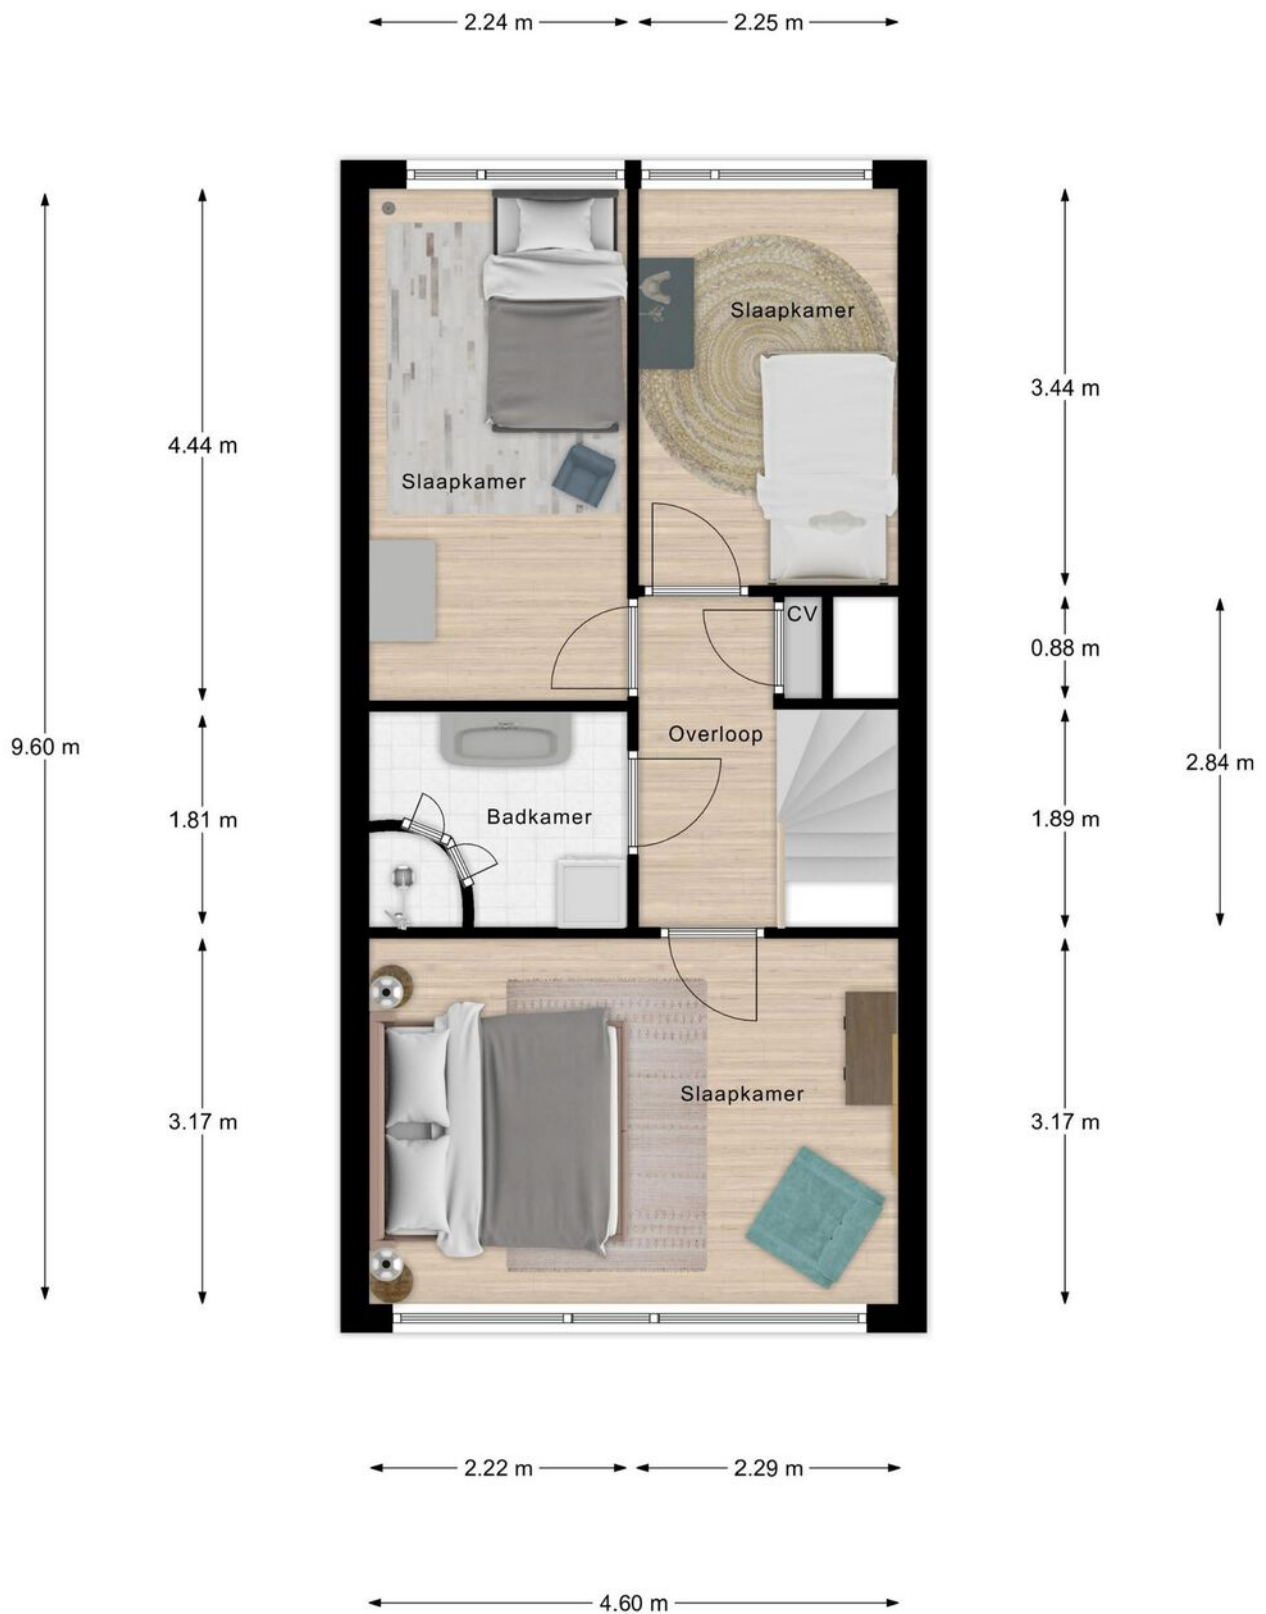 2.24 m
2.25 m
Slaapkamer
3.44 m
4.44 m
Slaapkamer
CV
0.88 m
Overloop
9.60 m
2.84 m
Badkamer
1.81 m
1.89 m
Slaapkamer
3.17 m
3.17 m
2.22 m
2.29 m
4.60 m